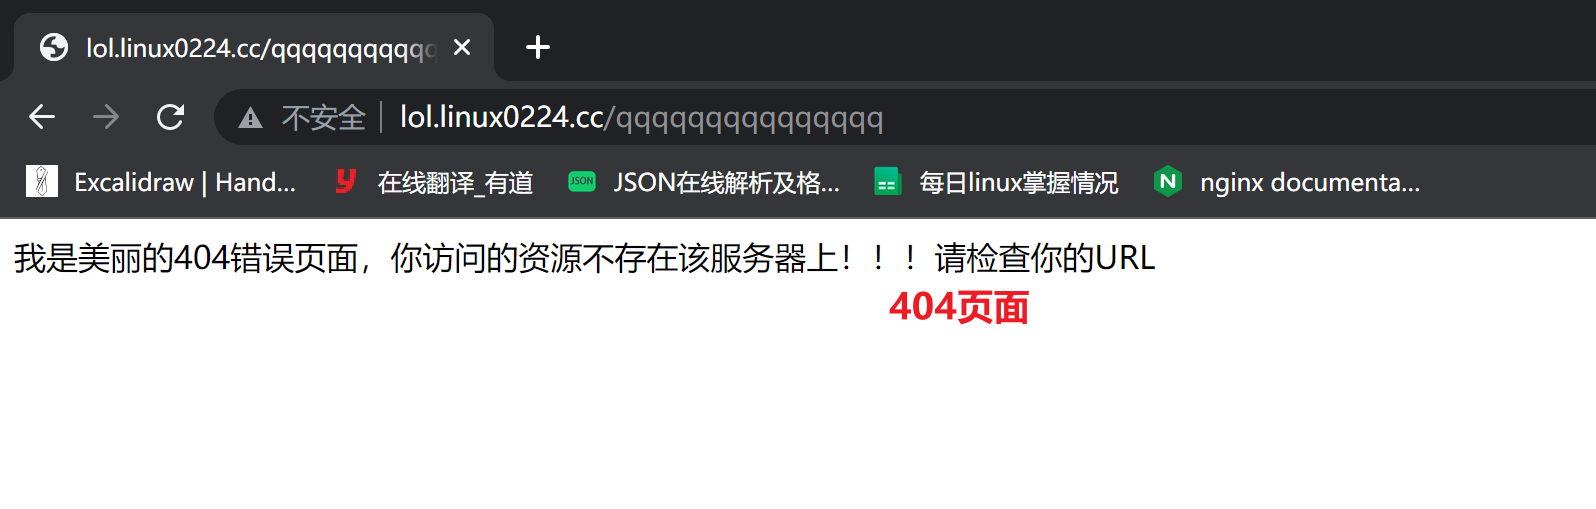 lol.linux0224.cc/qqqqqqqqqqq
不安全 lol.linux0224.cc/qqqqqqqqqqqqqqq
Excalidraw | Hand... 在线翻译_有道 JSON JSON在线解析及格... 每日linux掌握情况 nginx documenta...
我是美丽的404错误页面，你访问的资源不存在该服务器上！！！请检查你的URL
404页面